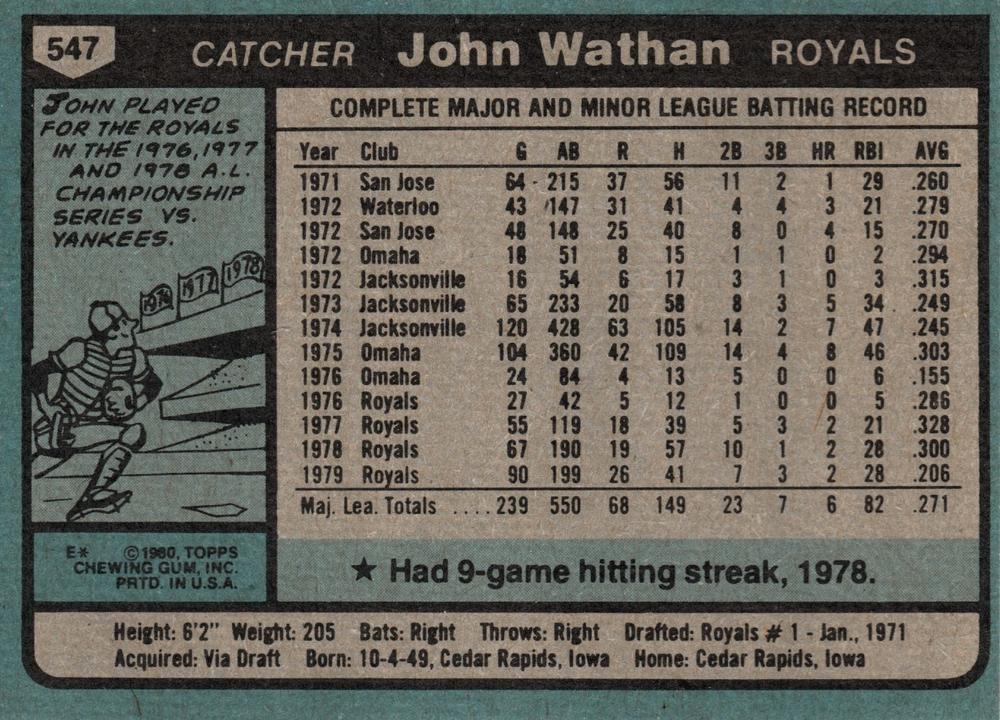 547 CATCHER John Wathan ROYALS
JOHN PLAYED
FOR THE ROYALS
IN THE 1976, 1977
AND 1978 A.L.
CHAMPIONSHIP
SERIES VS.
YANKEES.
1976 1977 1978
E* ©1980, TOPPS
CHEWING GUM, INC.
PRTD. IN U.S.A.
COMPLETE MAJOR AND MINOR LEAGUE BATTING RECORD
Year Club G AB R H 2B 3B HR RBI AVG
1971 San Jose 64 215 37 56 11 2 1 29 .260
1972 Waterloo 43 147 31 41 4 4 3 21 .279
1972 San Jose 48 148 25 40 8 0 4 15 .270
1972 Omaha 18 51 8 15 1 1 0 2 .294
1972 Jacksonville 16 54 6 17 3 1 0 3 .315
1973 Jacksonville 65 233 20 58 8 3 5 34 .249
1974 Jacksonville 120 428 63 105 14 2 7 47 .245
1975 Omaha 104 360 42 109 14 4 8 46 .303
1976 Omaha 24 84 4 13 5 0 0 6 .155
1976 Royals 27 42 5 12 1 0 0 5 .286
1977 Royals 55 119 18 39 5 3 2 21 .328
1978 Royals 67 190 19 57 10 1 2 28 .300
1979 Royals 90 199 26 41 7 3 2 28 .206
Maj. Lea. Totals ....239 550 68 149 23 7 6 82 .271
★ Had 9-game hitting streak, 1978.
Height: 6'2" Weight: 205 Bats: Right Throws: Right Drafted: Royals # 1 - Jan., 1971
Acquired: Via Draft Born: 10-4-49, Cedar Rapids, Iowa Home: Cedar Rapids, Iowa